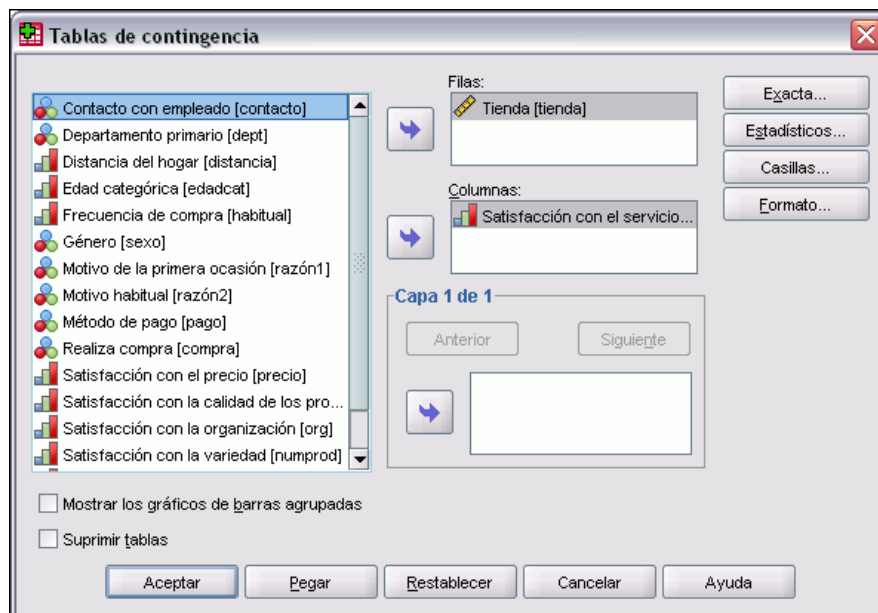 Tablas de contingencia
Contacto con empleado [contacto]
Departamento primario [dept]
Distancia del hogar [distancia]
Edad categórica [edadcat]
Frecuencia de compra [habitual]
Género [sexo]
Motivo de la primera ocasión [razón1]
Motivo habitual [razón2]
Método de pago [pago]
Realiza compra [compra]
Satisfacción con el precio [precio]
Satisfacción con la calidad de los pro...
Satisfacción con la organización [org]
Satisfacción con la variedad [numprod]
Filas:
Tienda [tienda]
Columnas:
Satisfacción con el servicio...
Capa 1 de 1
Anterior
Siguiente
Exacta...
Estadísticos...
Casillas...
Formato...
Mostrar los gráficos de barras agrupadas
Suprimir tablas
Aceptar
Pegar
Restablecer
Cancelar
Ayuda